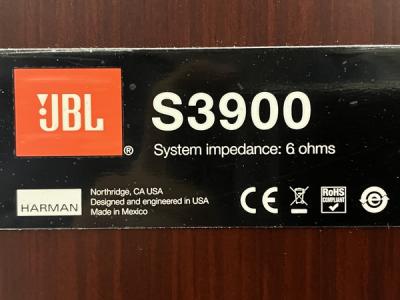 JBL
®
S3900
System impedance: 6 ohms
HARMAN
Northridge, CA USA
Designed and engineered in USA
Made in Mexico
CE
RoHS
COMPLIANT
e